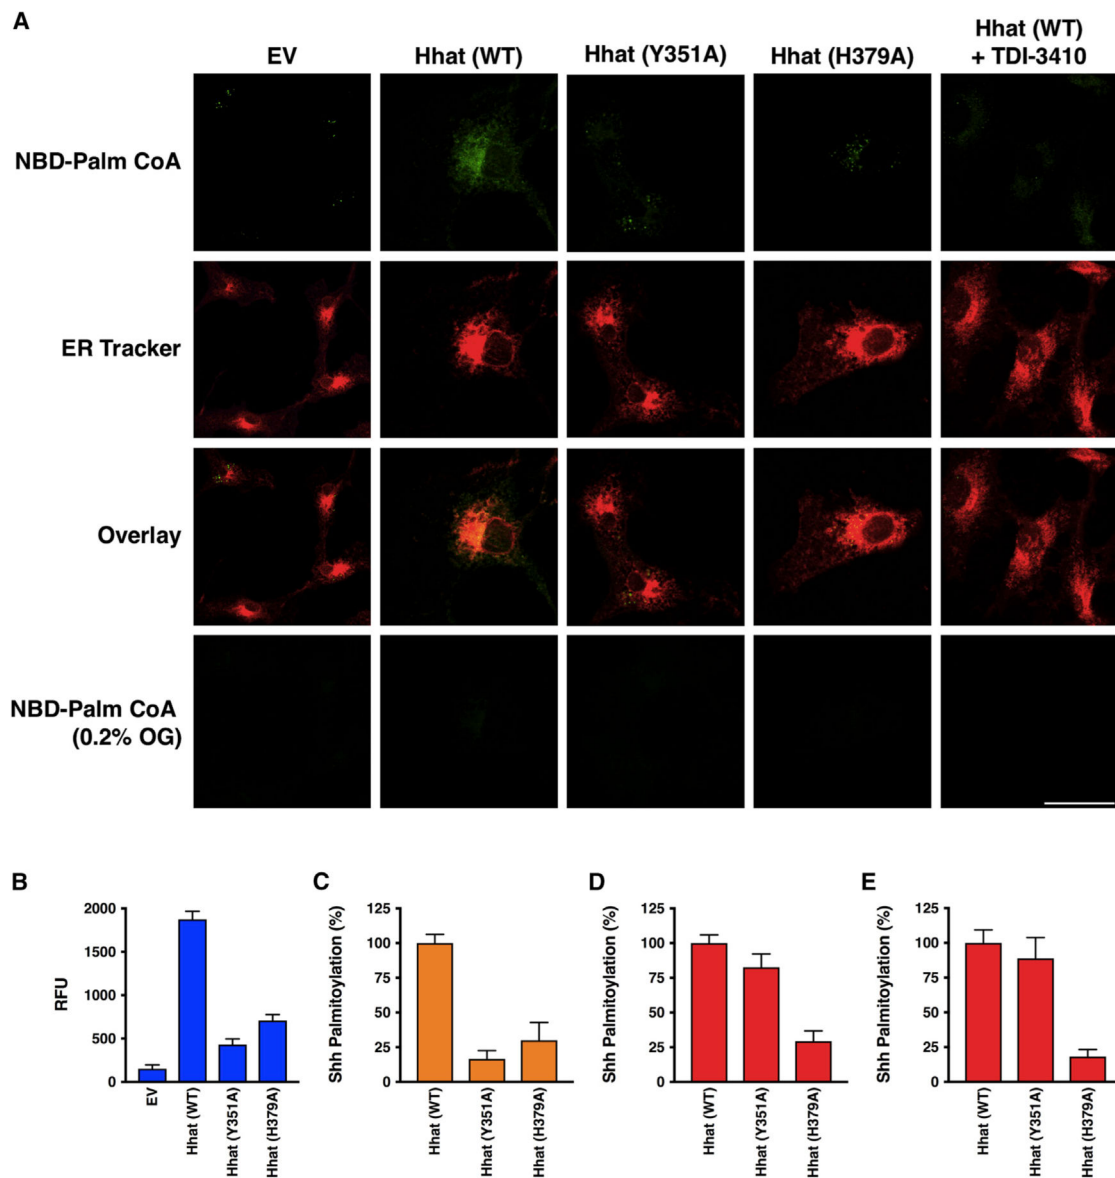 A
EV
Hhat (WT)
Hhat (Y351A)
Hhat (H379A)
Hhat (WT)
+ TDI-3410
NBD-Palm CoA
ER Tracker
Overlay
NBD-Palm CoA
(0.2% OG)
B
RFU
2000
1500
1000
500
0
EV
Hhat (WT)
Hhat (Y351A)
Hhat (H379A)
C
Shh Palmitoylation (%)
125
100
75
50
25
0
Hhat (WT)
Hhat (Y351A)
Hhat (H379A)
D
Shh Palmitoylation (%)
125
100
75
50
25
0
Hhat (WT)
Hhat (Y351A)
Hhat (H379A)
E
Shh Palmitoylation (%)
125
100
75
50
25
0
Hhat (WT)
Hhat (Y351A)
Hhat (H379A)